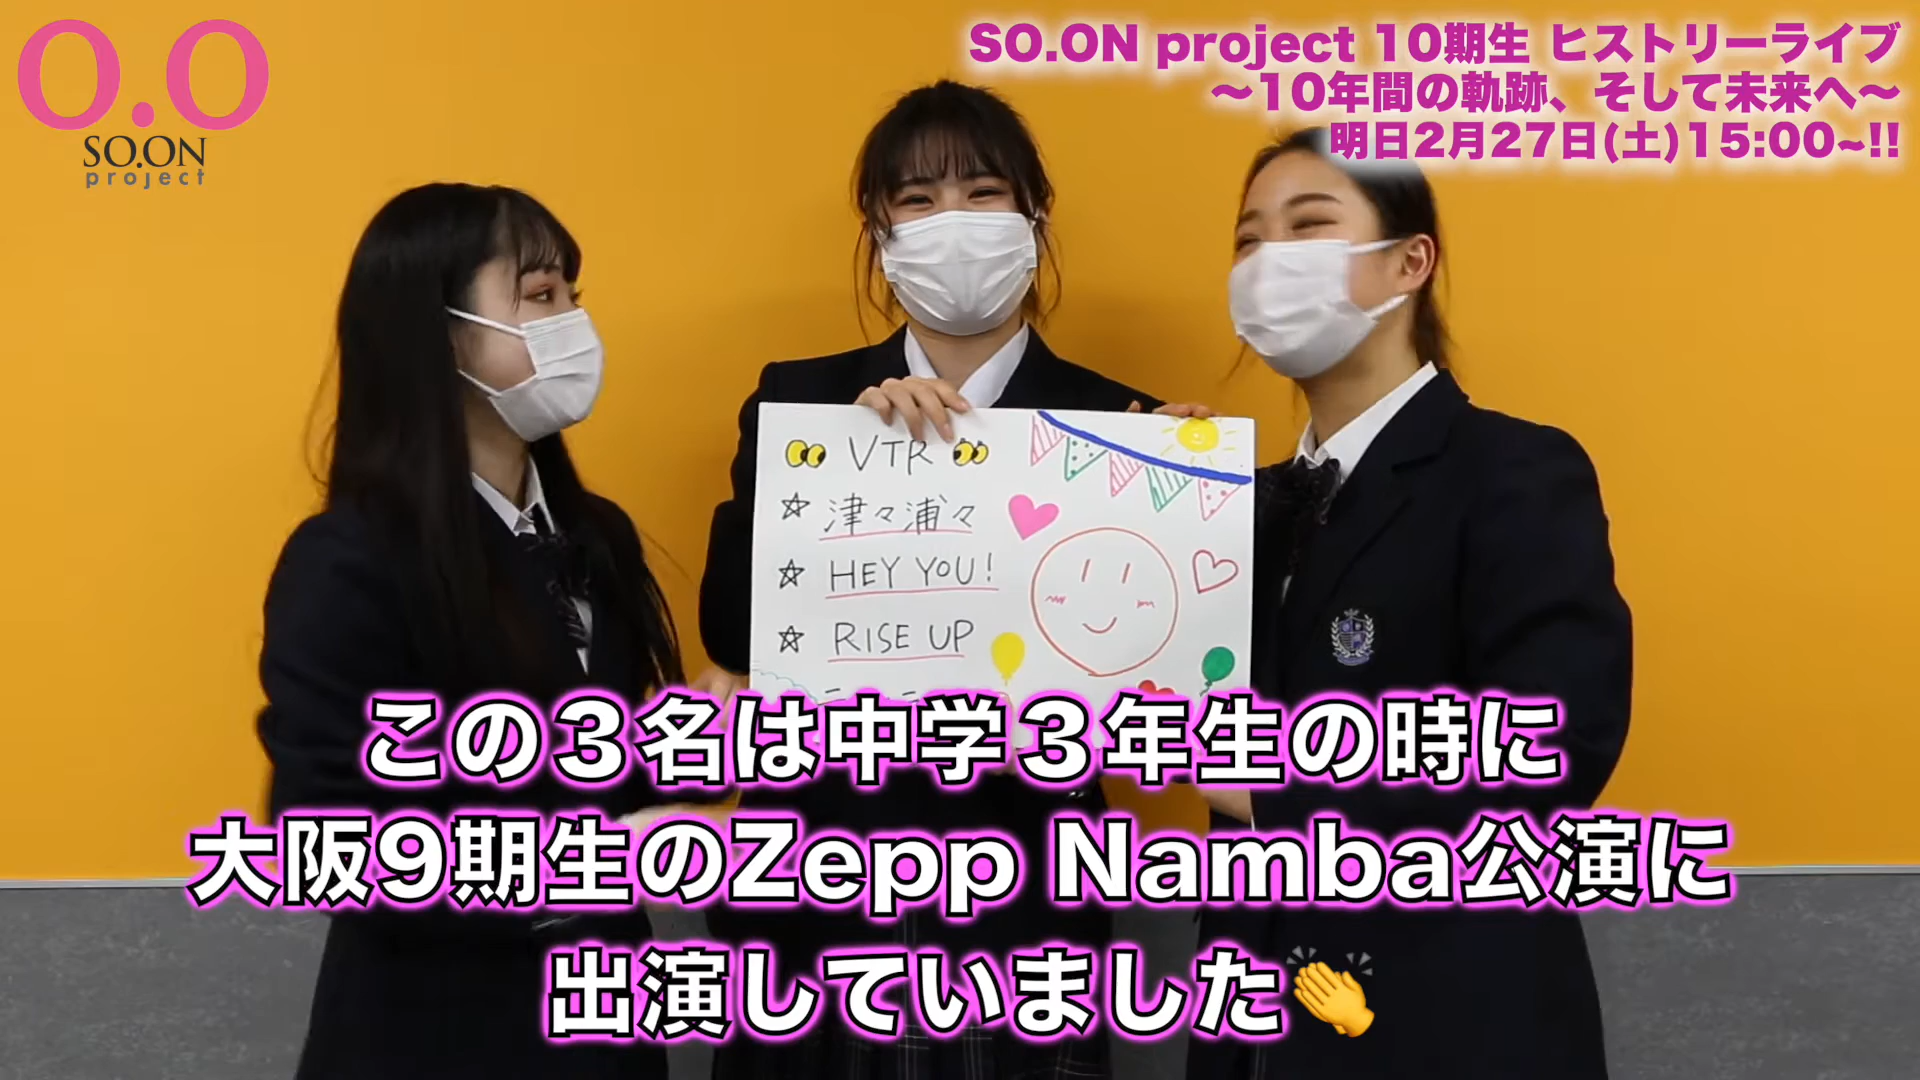 O.O
SO.ON
project
SO.ON project 10期生 ヒストリーライブ
〜10年間の軌跡、そして未来へ〜
明日2月27日(土)15:00~!!
VTR
☆ 津々浦々
☆ HEY YOU!
☆ RISE UP
この３名は中学３年生の時に
大阪9期生のZepp Namba公演に
出演していました👏